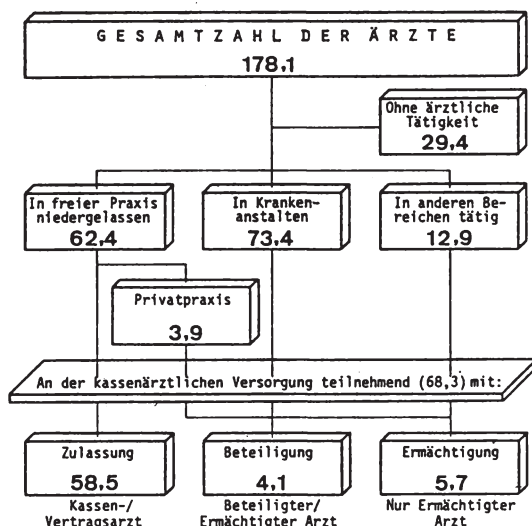 GESAMTZAHL DER ÄRZTE
178,1
Ohne ärztliche
Tätigkeit
29,4
In freier Praxis
niedergelassen
62,4
In Kranken-
anstalten
73,4
In anderen Be-
reichen tätig
12,9
Privatpraxis
3,9
An der kassenärztlichen Versorgung teilnehmend (68,3) mit:
Zulassung
58,5
Beteiligung
4,1
Ermächtigung
5,7
Kassen-/
Vertragsarzt
Beteiligter/
Ermächtigter Arzt
Nur Ermächtigter
Arzt